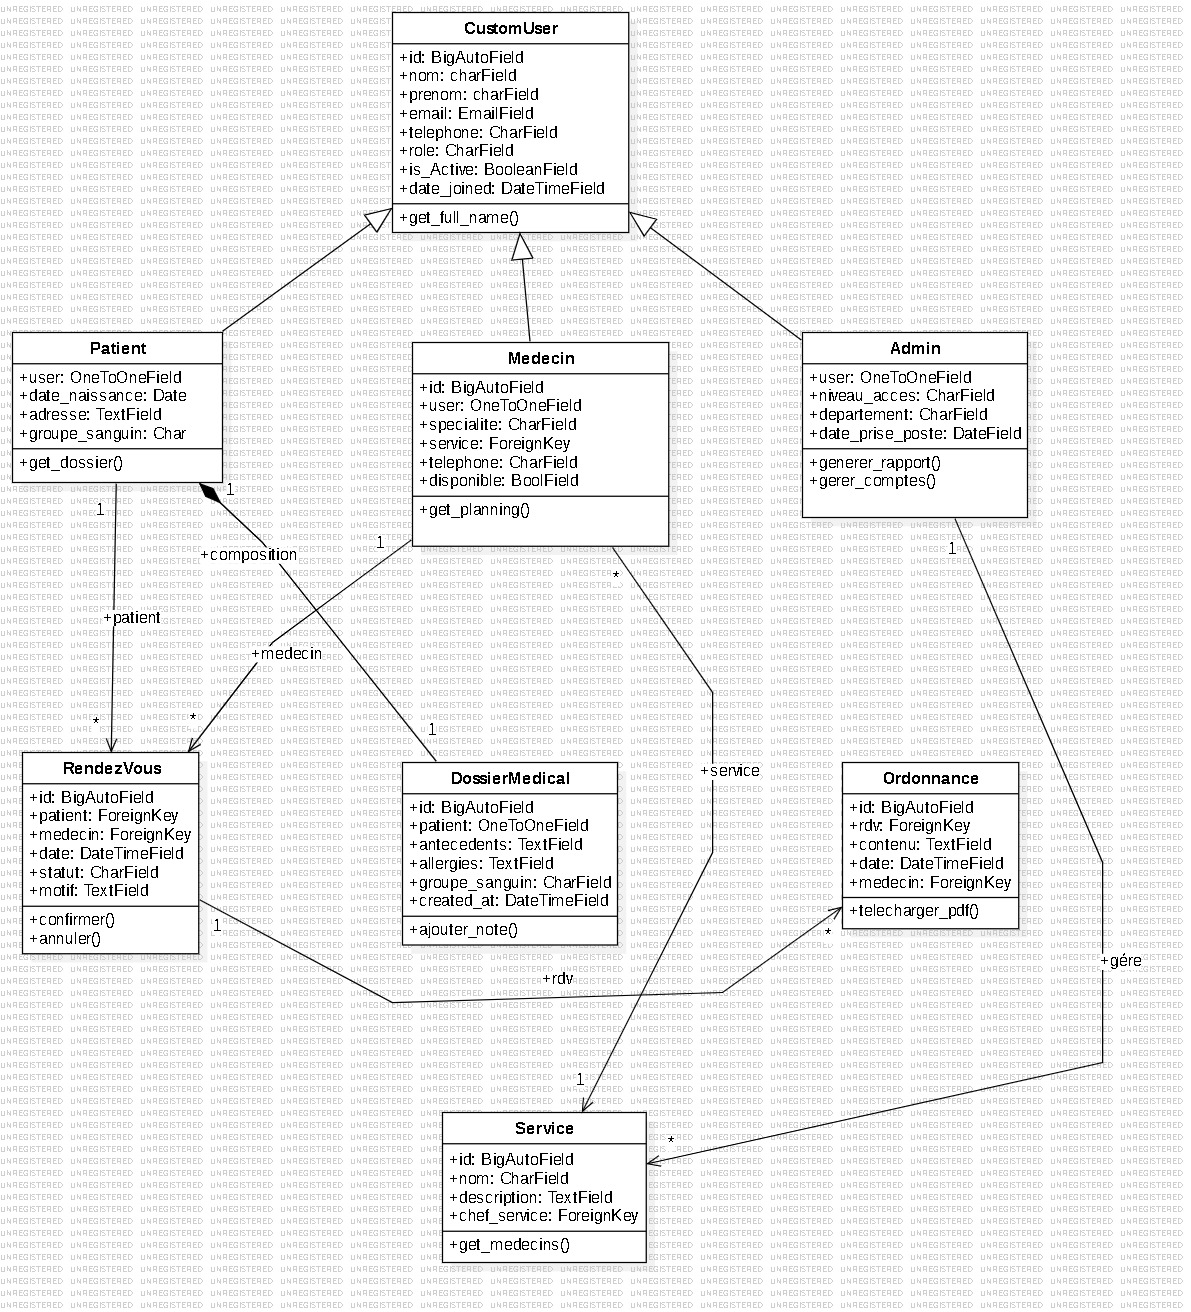 CustomUser
+id: BigAutoField
+nom: charField
+prenom: charField
+email: EmailField
+telephone: CharField
+role: CharField
+is_Active: BooleanField
+date_joined: DateTimeField
+get_full_name()
Patient
+user: OneToOneField
+date_naissance: Date
+adresse: TextField
+groupe_sanguin: Char
+get_dossier()
Medecin
+id: BigAutoField
+user: OneToOneField
+specialite: CharField
+service: ForeignKey
+telephone: CharField
+disponible: BoolField
+get_planning()
Admin
+user: OneToOneField
+niveau_acces: CharField
+departement: CharField
+date_prise_poste: DateField
+generer_rapport()
+gerer_comptes()
1
1
+composition
1
1
*
+patient
+medecin
*
*
1
+service
RendezVous
+id: BigAutoField
+patient: ForeignKey
+medecin: ForeignKey
+date: DateTimeField
+statut: CharField
+motif: TextField
+confirmer()
+annuler()
DossierMedical
+id: BigAutoField
+patient: OneToOneField
+antecedents: TextField
+allergies: TextField
+groupe_sanguin: CharField
+created_at: DateTimeField
+ajouter_note()
Ordonnance
+id: BigAutoField
+rdv: ForeignKey
+contenu: TextField
+date: DateTimeField
+medecin: ForeignKey
+telecharger_pdf()
1
*
+rdv
+gére
1
*
Service
+id: BigAutoField
+nom: CharField
+description: TextField
+chef_service: ForeignKey
+get_medecins()
UNREGISTERED